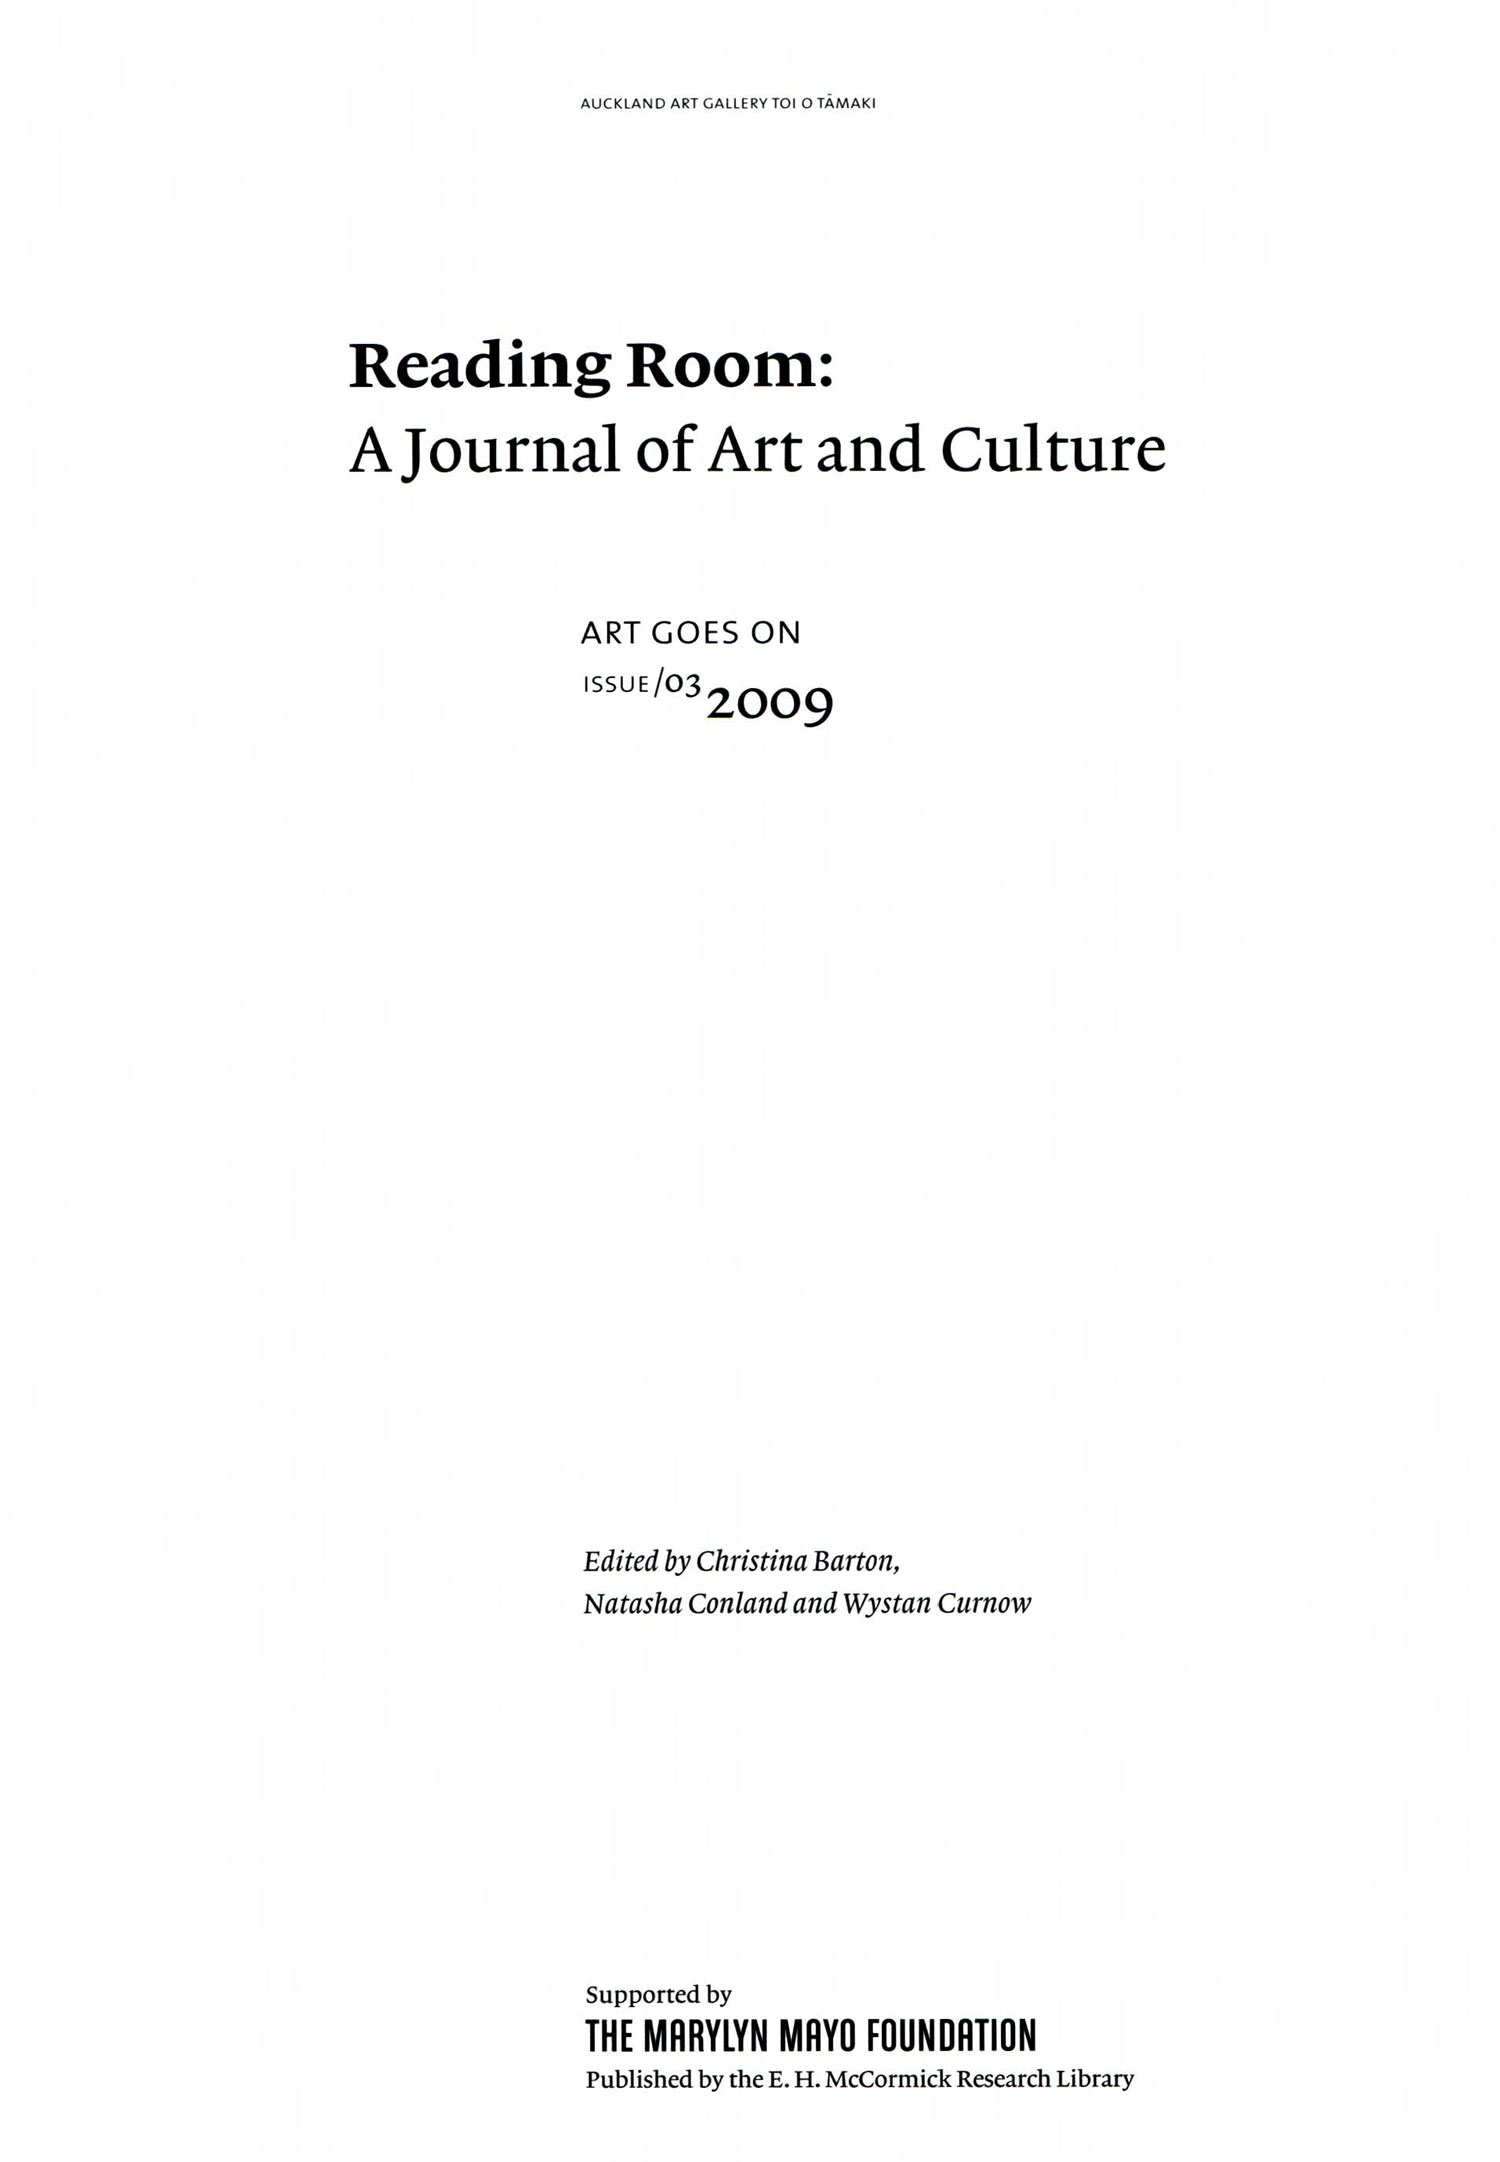 AUCKLAND ART GALLERY TOI O TĀMAKI
Reading Room:
A Journal of Art and Culture
ART GOES ON
ISSUE/03 2009
Edited by Christina Barton,
Natasha Conland and Wystan Curnow
Supported by
THE MARYLYN MAYO FOUNDATION
Published by the E. H. McCormick Research Library